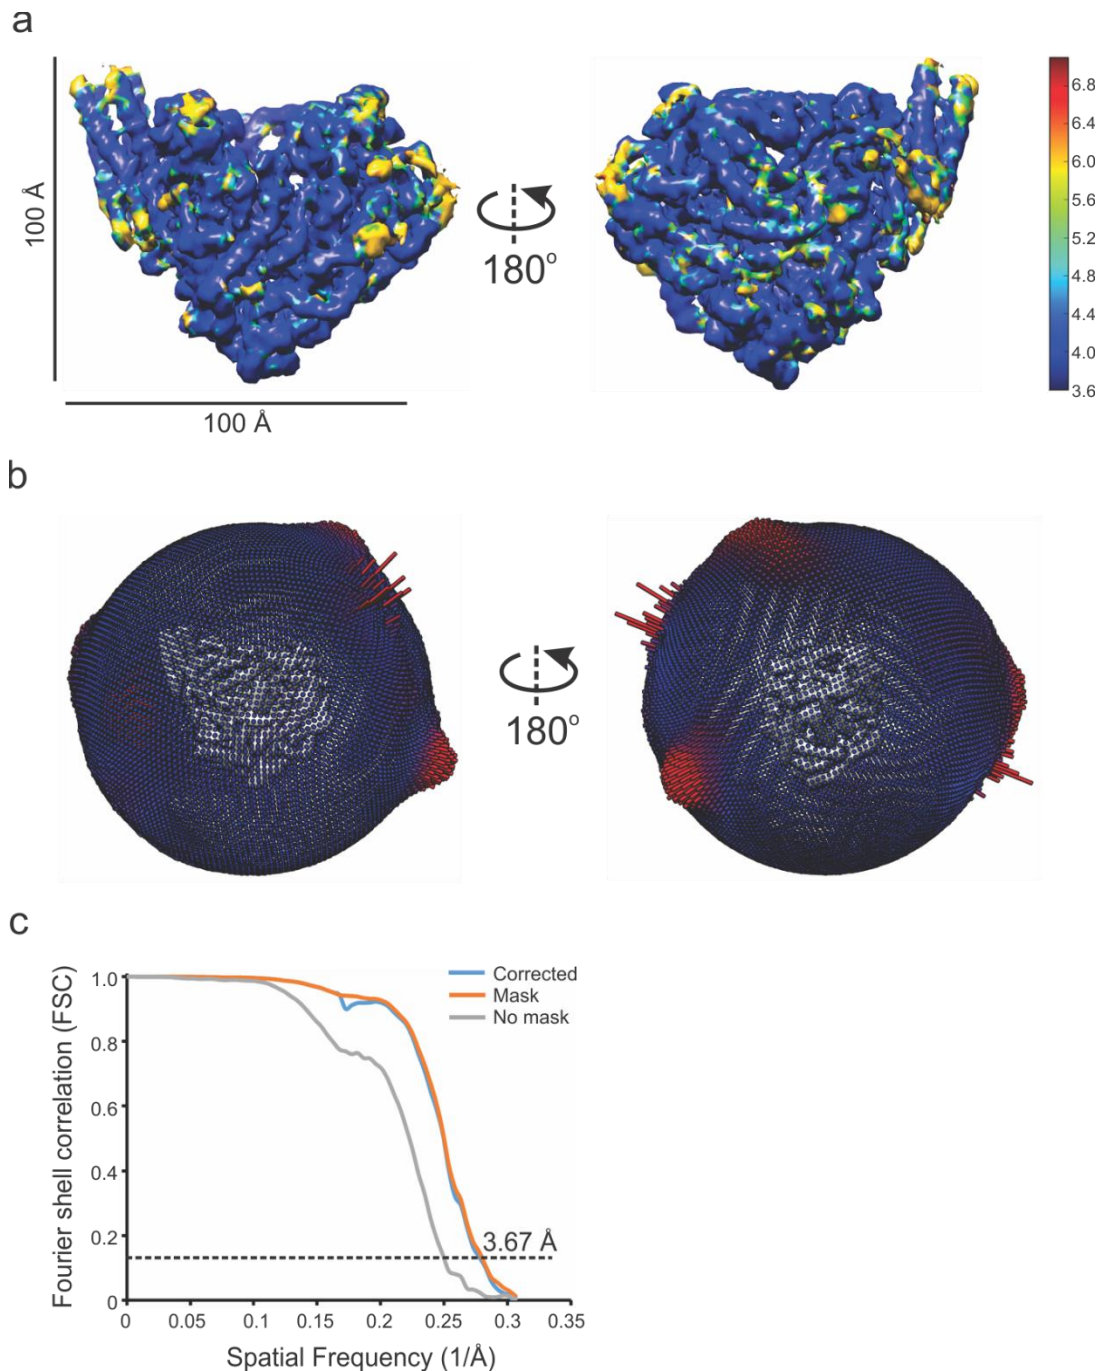 a
100 Å
100 Å
180°
6.8
6.4
6.0
5.6
5.2
4.8
4.4
4.0
3.6
b
180°
c
Fourier shell correlation (FSC)
1.0
0.8
0.6
0.4
0.2
0
Corrected
Mask
No mask
3.67 Å
0
0.05
0.1
0.15
0.2
0.25
0.3
0.35
Spatial Frequency (1/Å)